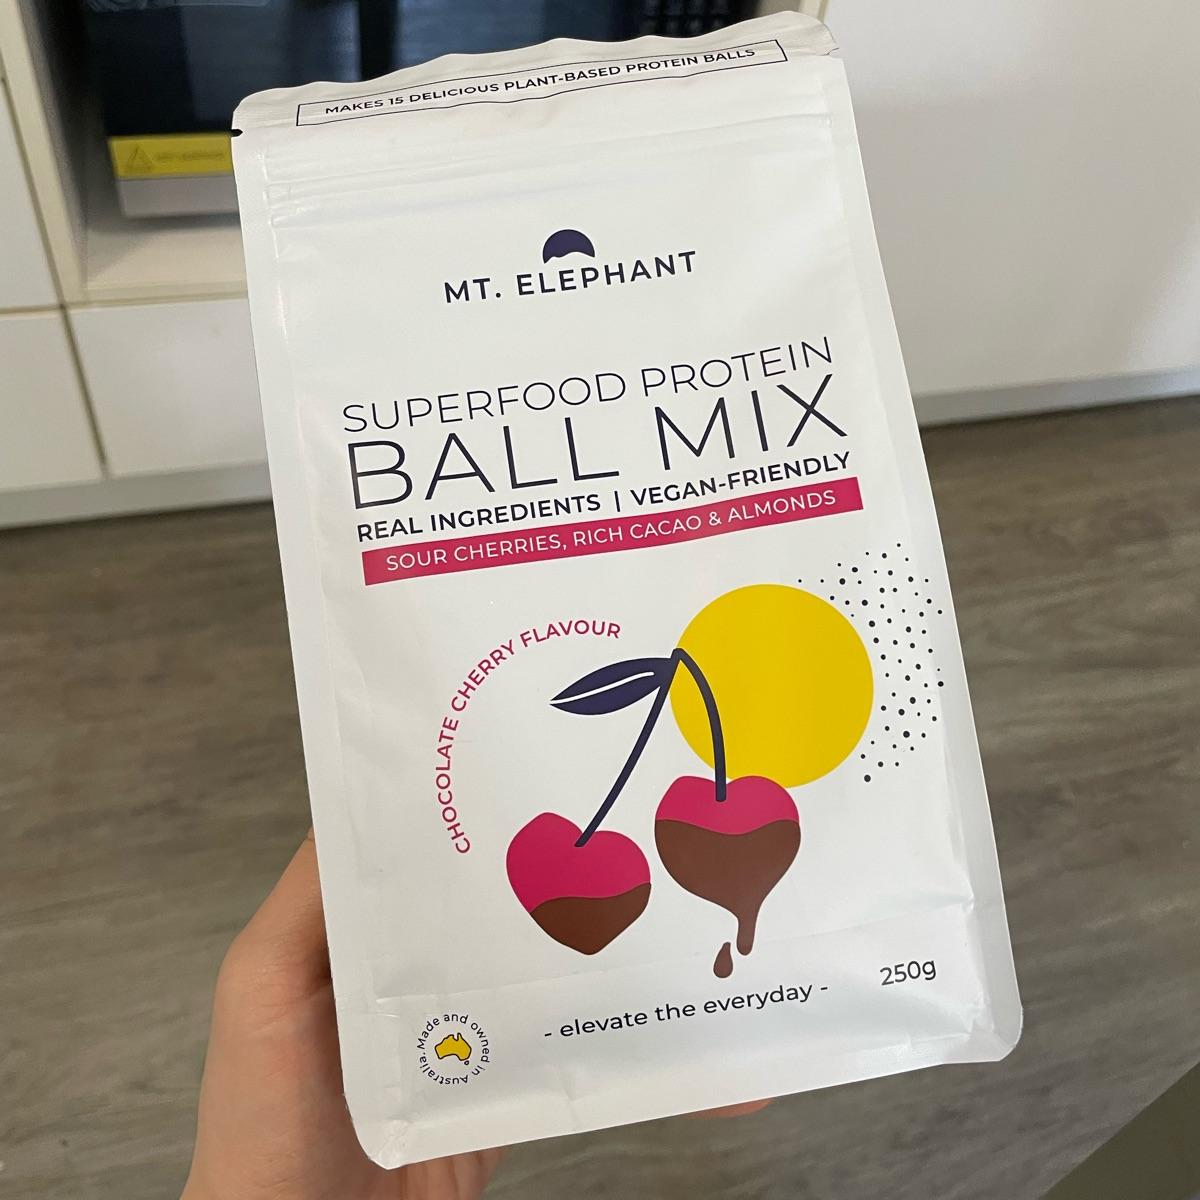 MAKES 15 DELICIOUS PLANT-BASED PROTEIN BALLS
MT. ELEPHANT
SUPERFOOD PROTEIN
BALL MIX
REAL INGREDIENTS | VEGAN-FRIENDLY
SOUR CHERRIES, RICH CACAO & ALMONDS
CHOCOLATE CHERRY FLAVOUR
250g
- elevate the everyday -
Made and owned in Australia.